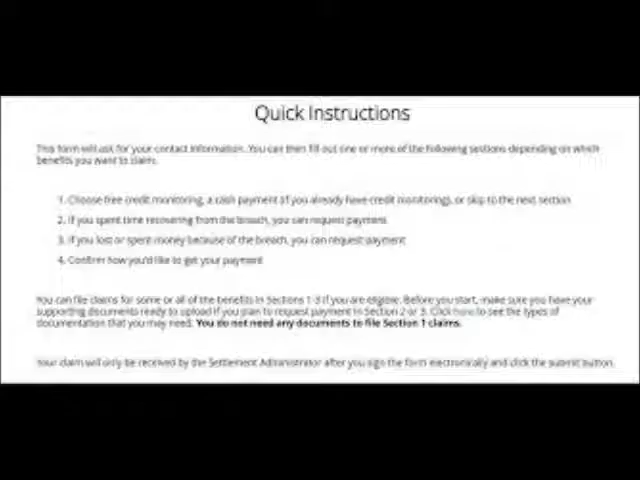 Quick Instructions
This form will ask for your contact information. You can then fill out one or more of the following sections depending on which
benefits you want to claim.
1. Choose free credit monitoring, a cash payment (if you already have credit monitoring), or skip to the next section
2. If you spent time recovering from the breach, you can request payment
3. If you lost or spent money because of the breach, you can request payment
4. Confirm how you'd like to get your payment
You can file claims for some or all of the benefits in Sections 1-3 if you are eligible. Before you start, make sure you have your
supporting documents ready to upload if you plan to request payment in Section 2 or 3. Click here to see the types of
documentation that you may need. You do not need any documents to file Section 1 claims.
Your claim will only be received by the Settlement Administrator after you sign the form electronically and click the submit button.